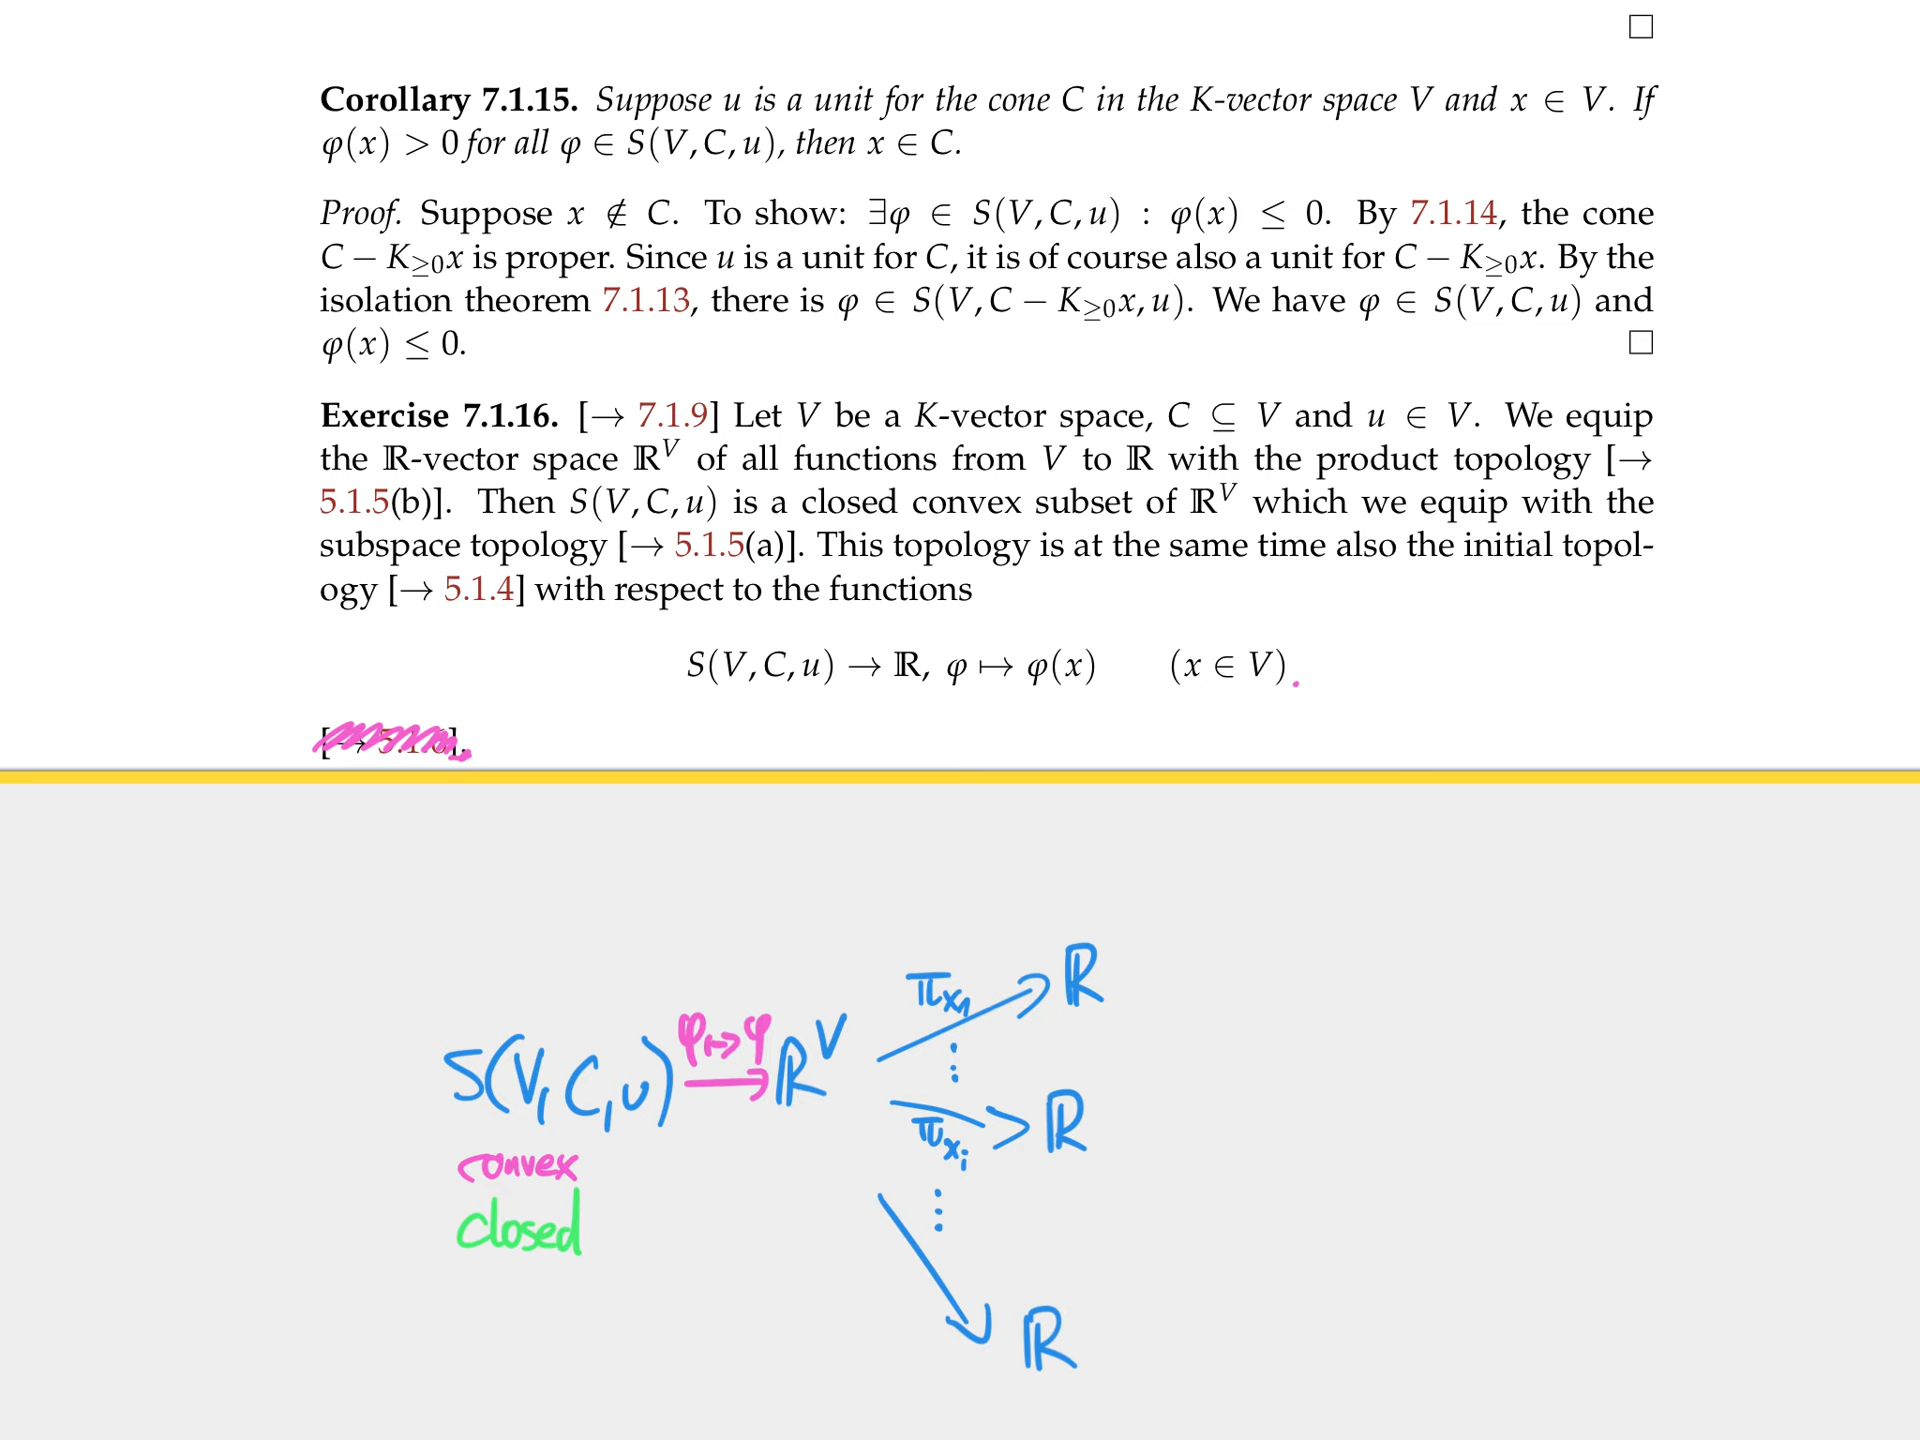 Corollary 7.1.15. Suppose u is a unit for the cone C in the K-vector space V and x ∈ V. If
φ(x) > 0 for all φ ∈ S(V, C, u), then x ∈ C.
Proof. Suppose x ∉ C. To show: ∃φ ∈ S(V, C, u) : φ(x) ≤ 0. By 7.1.14, the cone
C − K≥0x is proper. Since u is a unit for C, it is of course also a unit for C − K≥0x. By the
isolation theorem 7.1.13, there is φ ∈ S(V, C − K≥0x, u). We have φ ∈ S(V, C, u) and
φ(x) ≤ 0. □
Exercise 7.1.16. [→ 7.1.9] Let V be a K-vector space, C ⊆ V and u ∈ V. We equip
the ℝ-vector space ℝ^V of all functions from V to ℝ with the product topology [→
5.1.5(b)]. Then S(V, C, u) is a closed convex subset of ℝ^V which we equip with the
subspace topology [→ 5.1.5(a)]. This topology is at the same time also the initial topol-
ogy [→ 5.1.4] with respect to the functions
S(V, C, u) → ℝ, φ ↦ φ(x) (x ∈ V).
S(V, C, u) φ ↦ φ → ℝ^V
π_{x_1} ℝ
⋮
π_{x_i} ℝ
⋮
ℝ
convex
closed